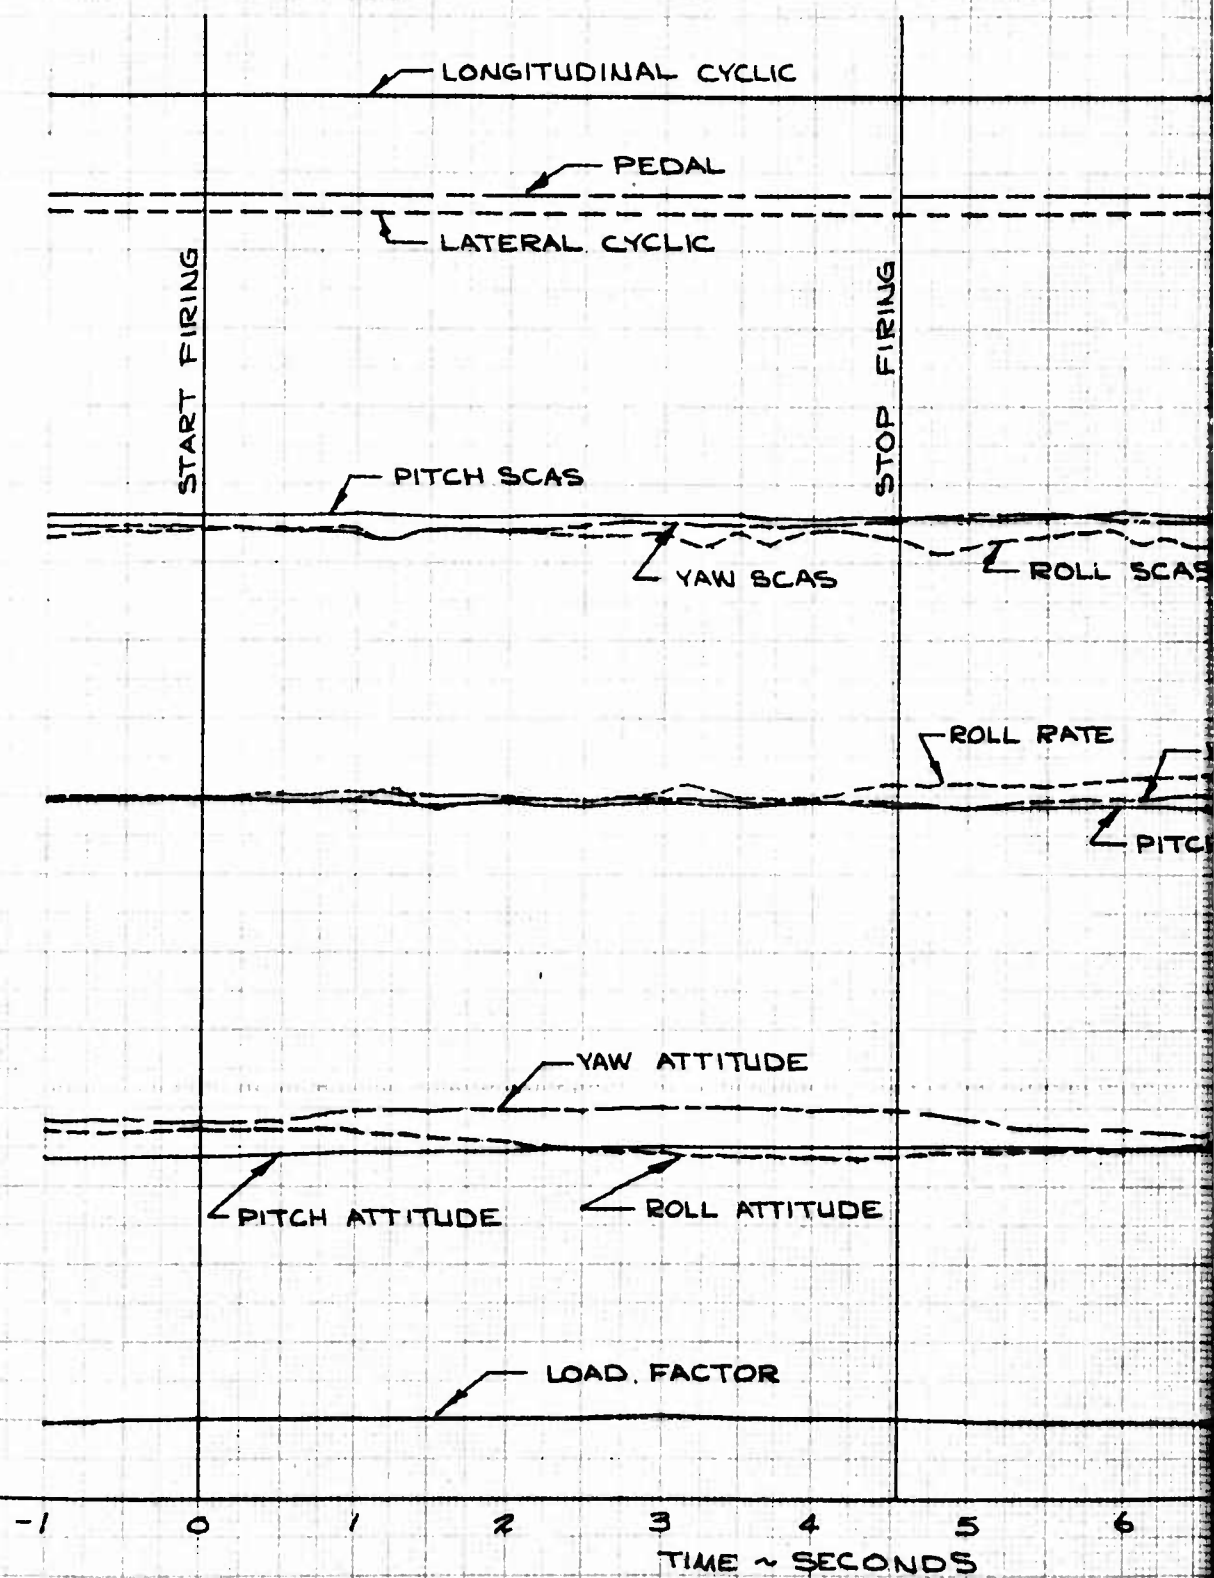 LONGITUDINAL CYCLIC
PEDAL
LATERAL CYCLIC
START FIRING
STOP FIRING
PITCH SCAS
YAW SCAS
ROLL SCAS
ROLL RATE
YAW ATTITUDE
PITCH ATTITUDE
ROLL ATTITUDE
LOAD FACTOR
-1 0 1 2 3 4 5 6
TIME ~ SECONDS